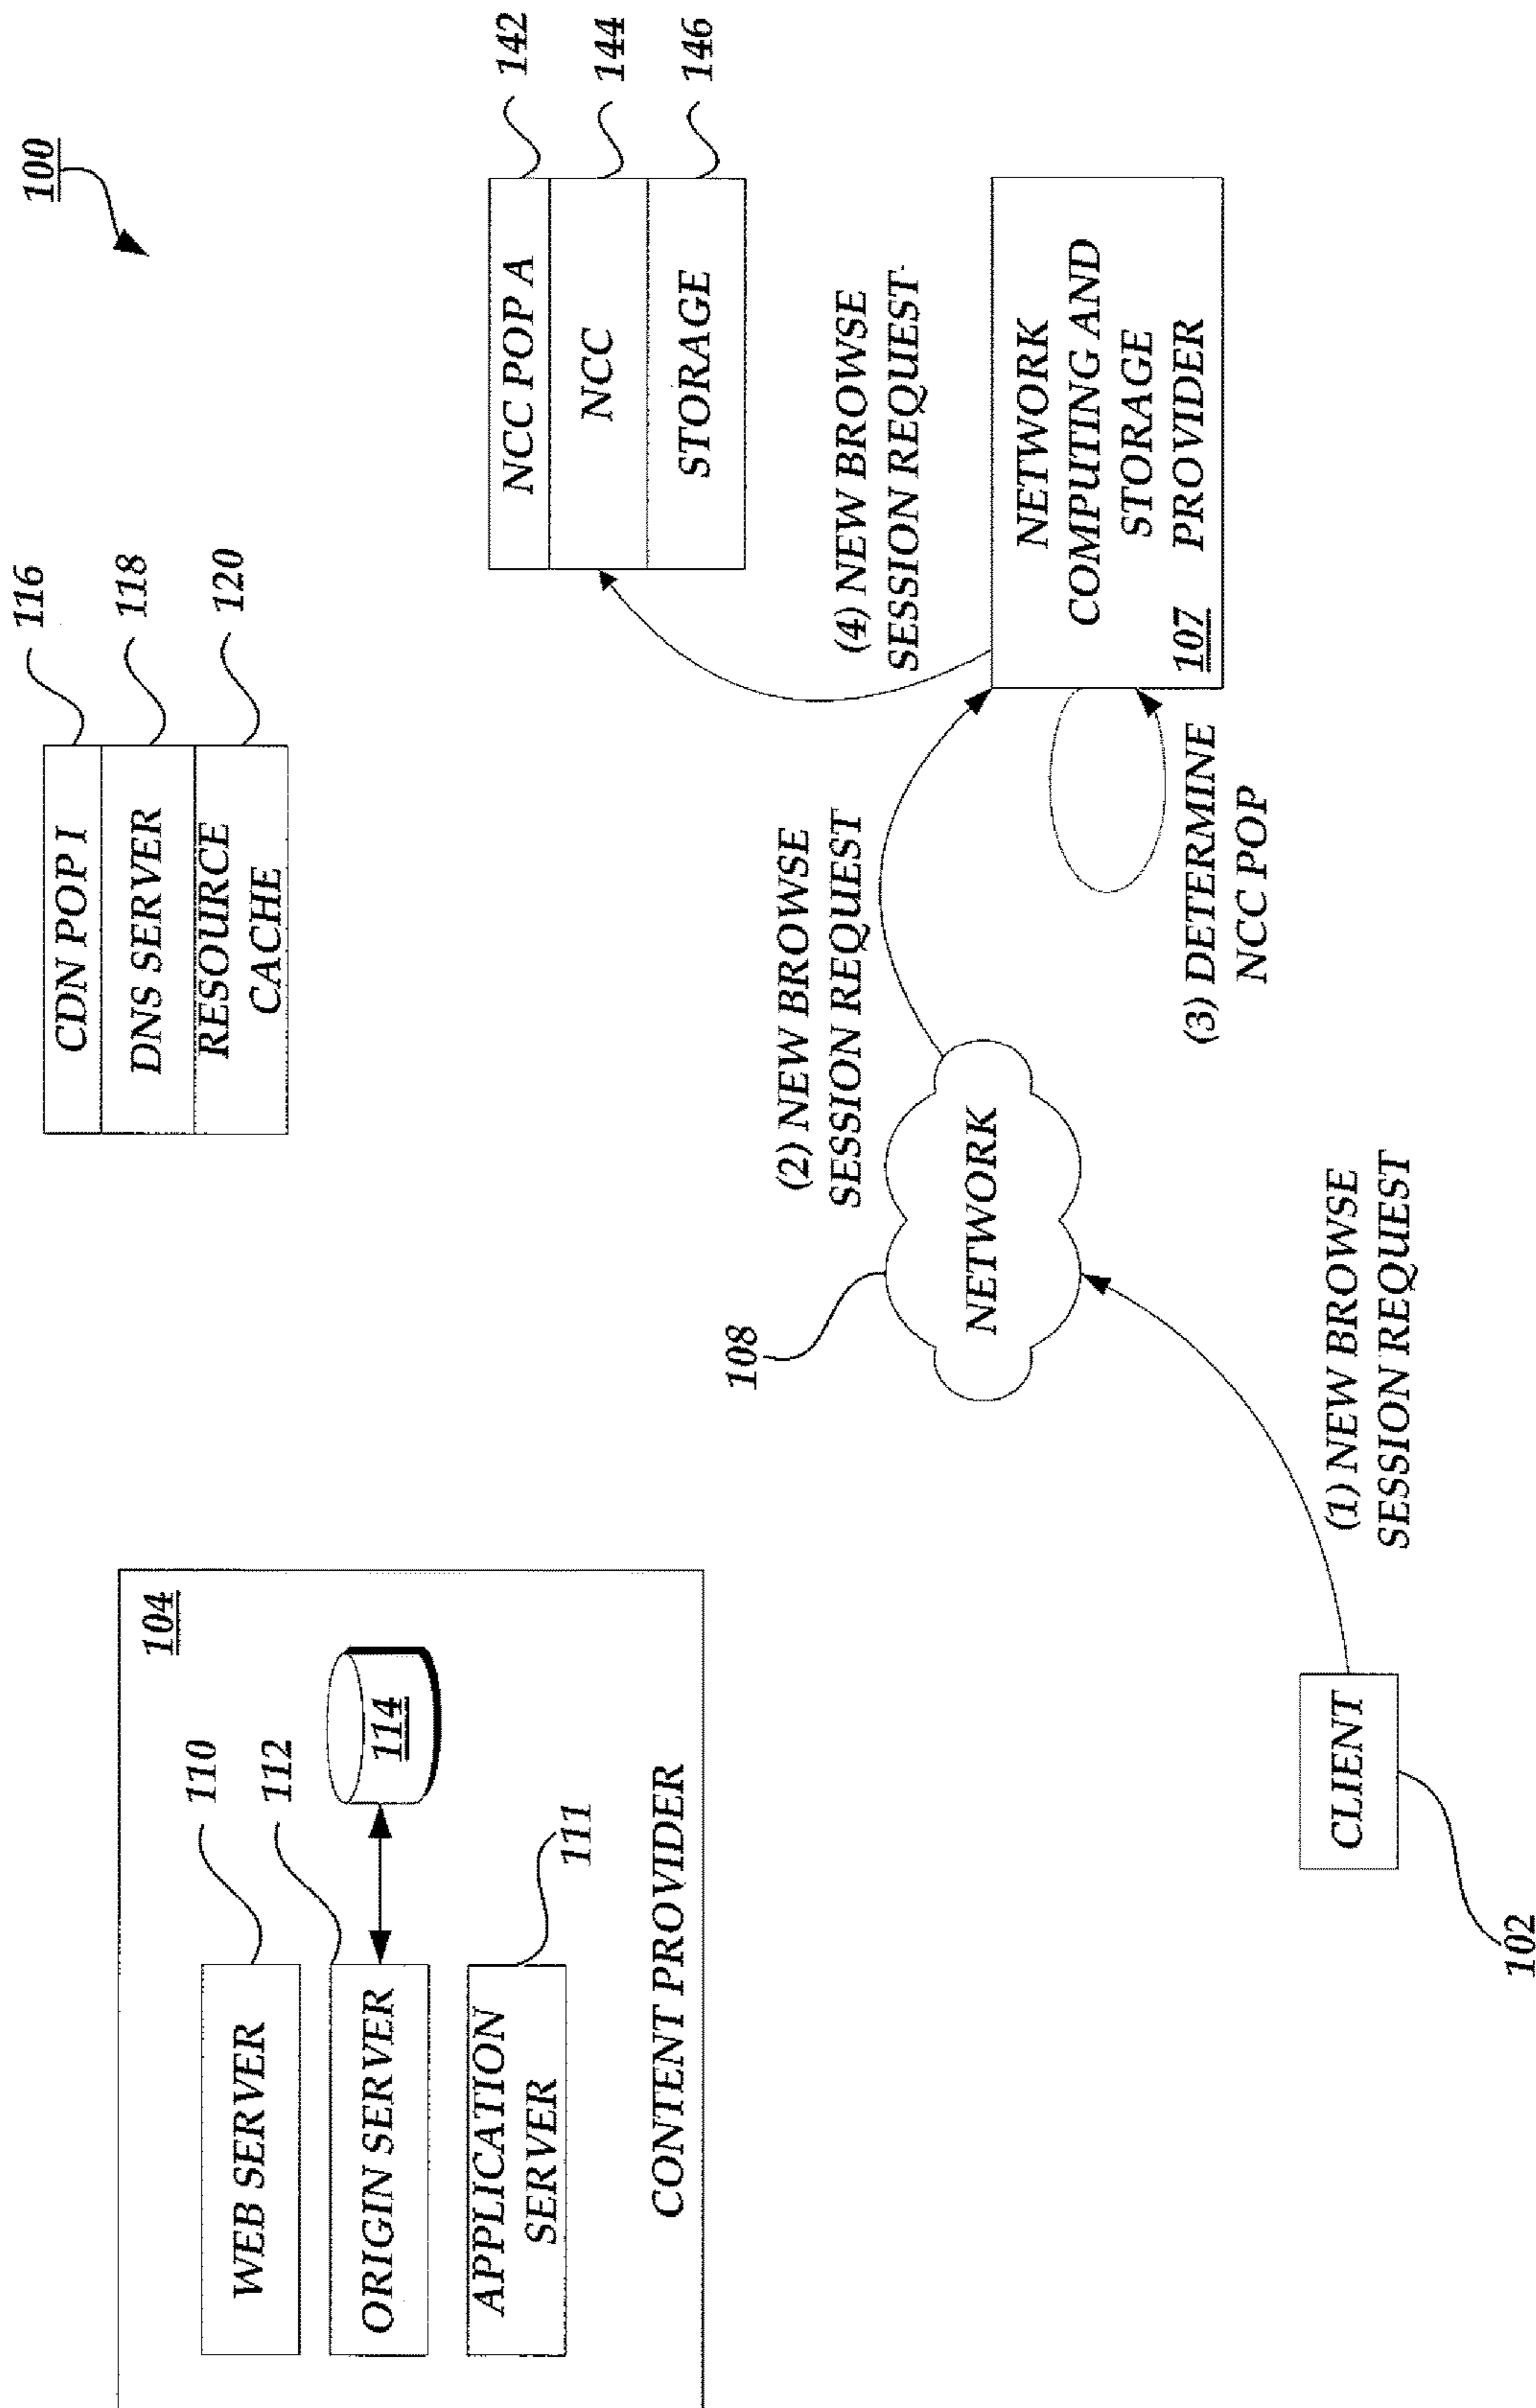 100
104
110
WEB SERVER
112
ORIGIN SERVER
114
APPLICATION
SERVER
111
CONTENT PROVIDER
CDN POP I
116
DNS SERVER
118
RESOURCE
CACHE
120
NCC POP A
142
NCC
144
STORAGE
146
108
NETWORK
(2) NEW BROWSE
SESSION REQUEST
(4) NEW BROWSE
SESSION REQUEST
NETWORK
COMPUTING AND
STORAGE
PROVIDER
107
(3) DETERMINE
NCC POP
(1) NEW BROWSE
SESSION REQUEST
CLIENT
102